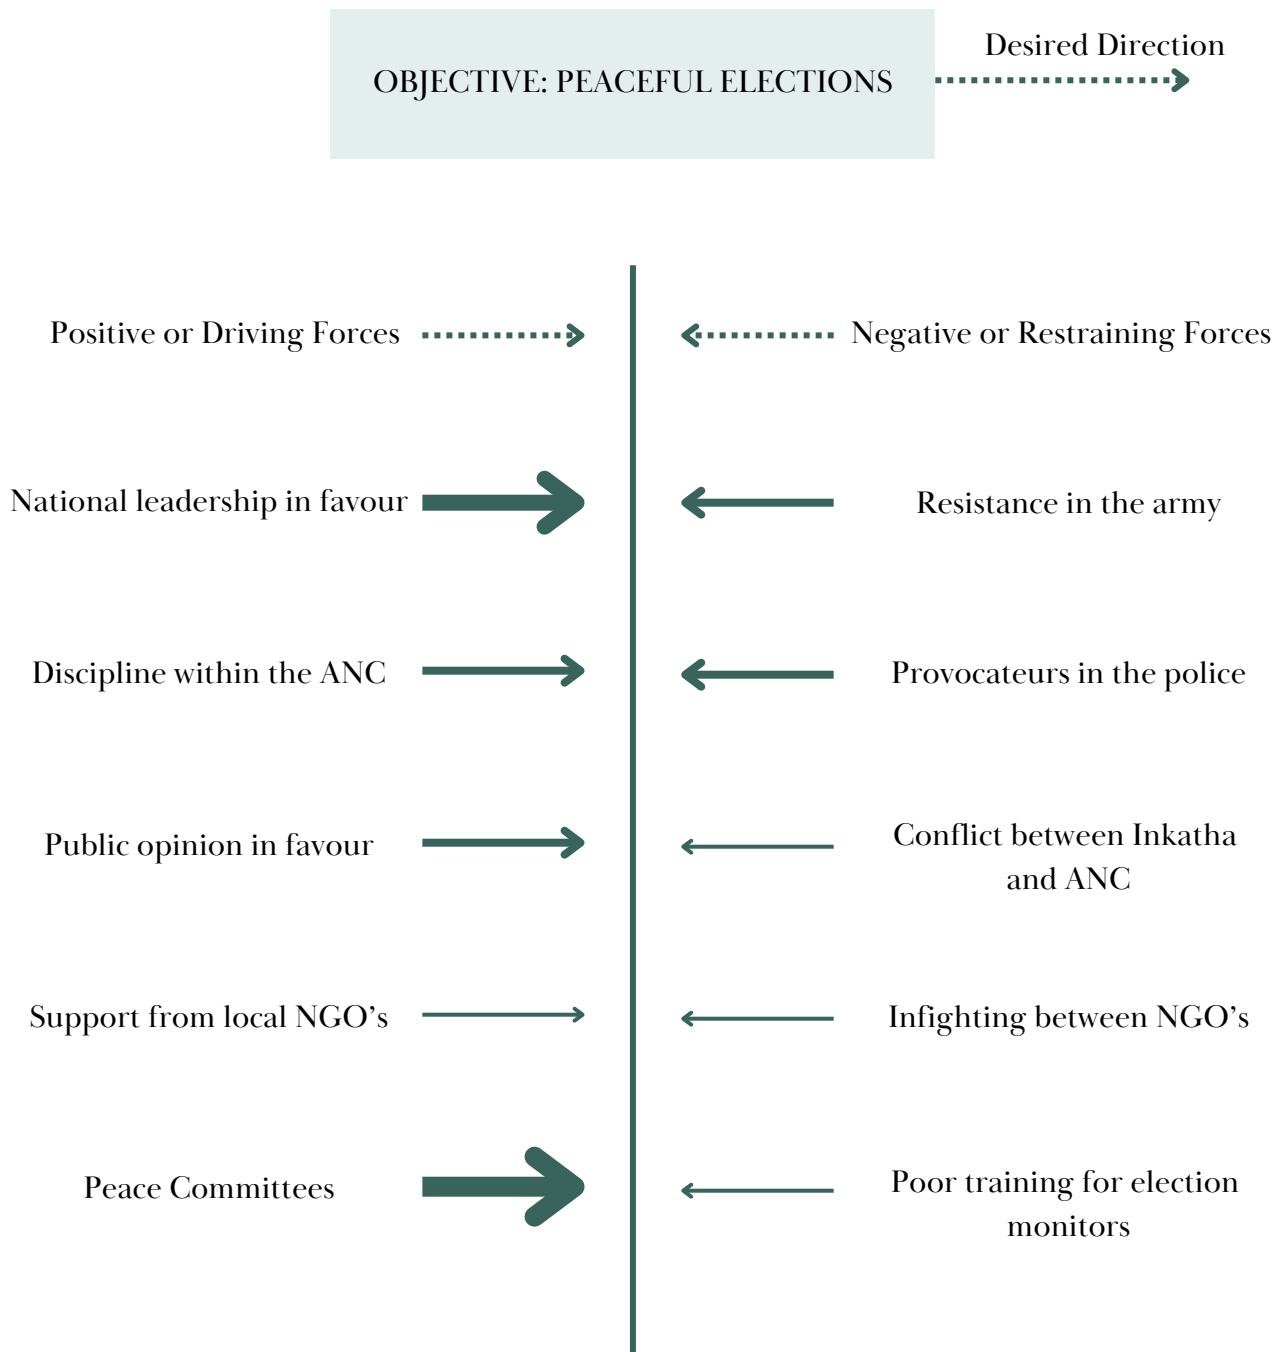 OBJECTIVE: PEACEFUL ELECTIONS
Desired Direction
Positive or Driving Forces
Negative or Restraining Forces
National leadership in favour
Resistance in the army
Discipline within the ANC
Provocateurs in the police
Public opinion in favour
Conflict between Inkatha
and ANC
Support from local NGO’s
Infighting between NGO’s
Peace Committees
Poor training for election
monitors